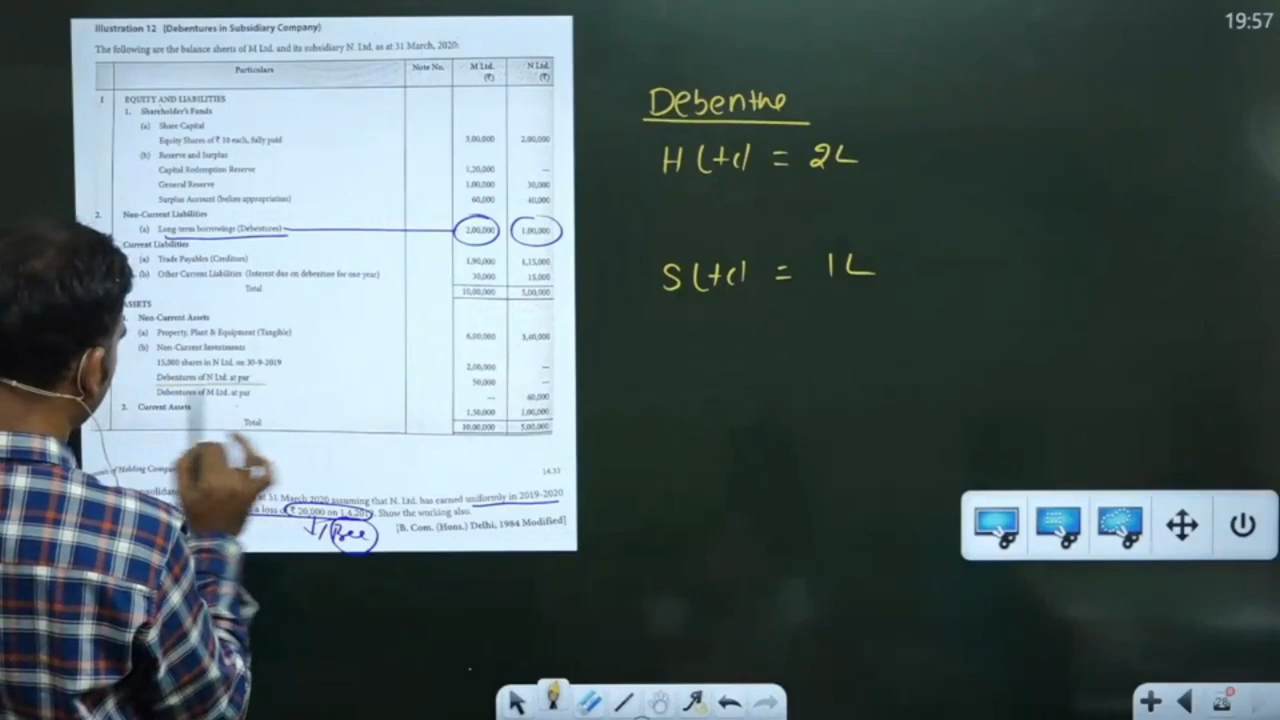 19:57
Illustration 12 (Debentures in Subsidiary Company)
The following are the balance sheets of M Ltd. and its subsidiary N. Ltd. as at 31 March, 2020:
Particulars Note No. M Ltd. (₹) N Ltd. (₹)
1 EQUITY AND LIABILITIES
1. Shareholder's Funds
(a) Share Capital
Equity Shares of ₹ 10 each, fully paid 3,00,000 2,00,000
(b) Reserve and Surplus
Capital Redemption Reserve 1,20,000 —
General Reserve 1,00,000 30,000
Surplus Account (before appropriation) 60,000 40,000
2. Non-Current Liabilities
(a) Long-term borrowings (Debentures) 2,00,000 1,00,000
Current Liabilities
(a) Trade Payables (Creditors) 1,90,000 1,15,000
(b) Other Current Liabilities (Interest due on debenture for one year) 30,000 15,000
Total 10,00,000 5,00,000
ASSETS
Non-Current Assets
(a) Property, Plant & Equipment (Tangible) 6,00,000 3,40,000
(b) Non-Current Investments
15,000 shares in N Ltd. on 30-9-2019 2,00,000 —
Debentures of N Ltd. at par 50,000 —
Debentures of M Ltd. at par — 60,000
2. Current Assets 1,50,000 1,00,000
Total 10,00,000 5,00,000
of Holding Compa 14.33
at 31 March 2020 assuming that N. Ltd. has earned uniformly in 2019-2020
a loss of ₹ 20,000 on 1.4.2019. Show the working also.
[B. Com. (Hons.) Delhi, 1984 Modified]
H (+c) = 2L
S (+c) = 1L